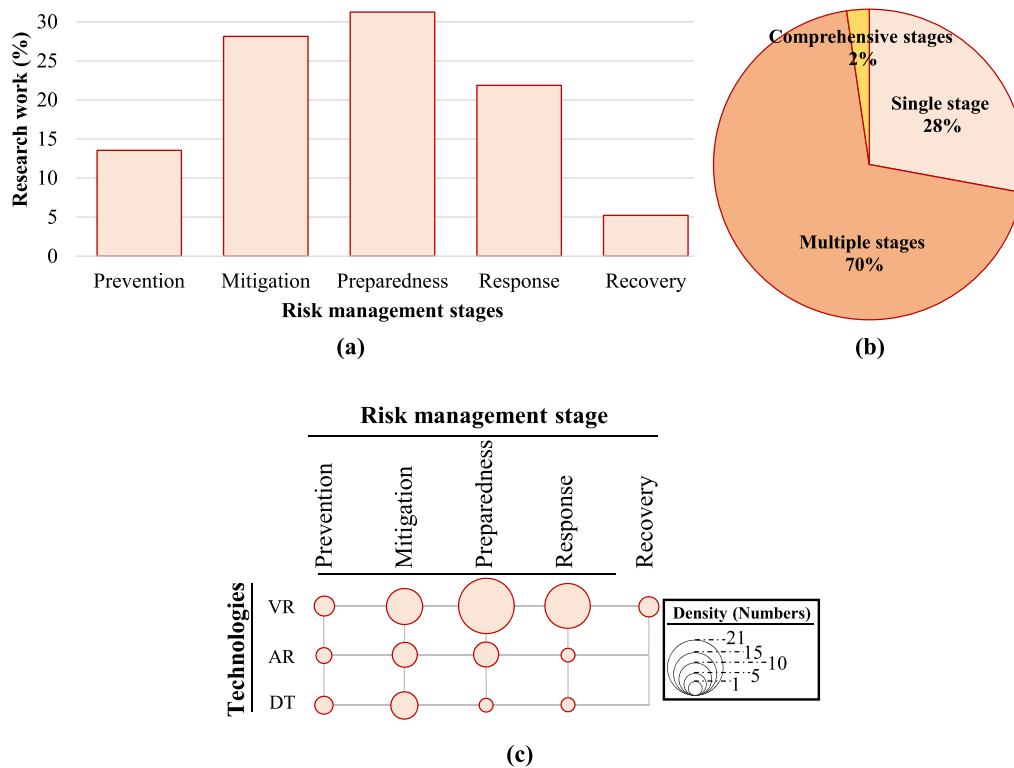 Research work (%)
30
25
20
15
10
5
0
Prevention
Mitigation
Preparedness
Response
Recovery
Risk management stages
(a)
Comprehensive stages
2%
Single stage
28%
Multiple stages
70%
(b)
Risk management stage
Prevention
Mitigation
Preparedness
Response
Recovery
Technologies
VR
AR
DT
Density (Numbers)
21
15
10
5
1
(c)